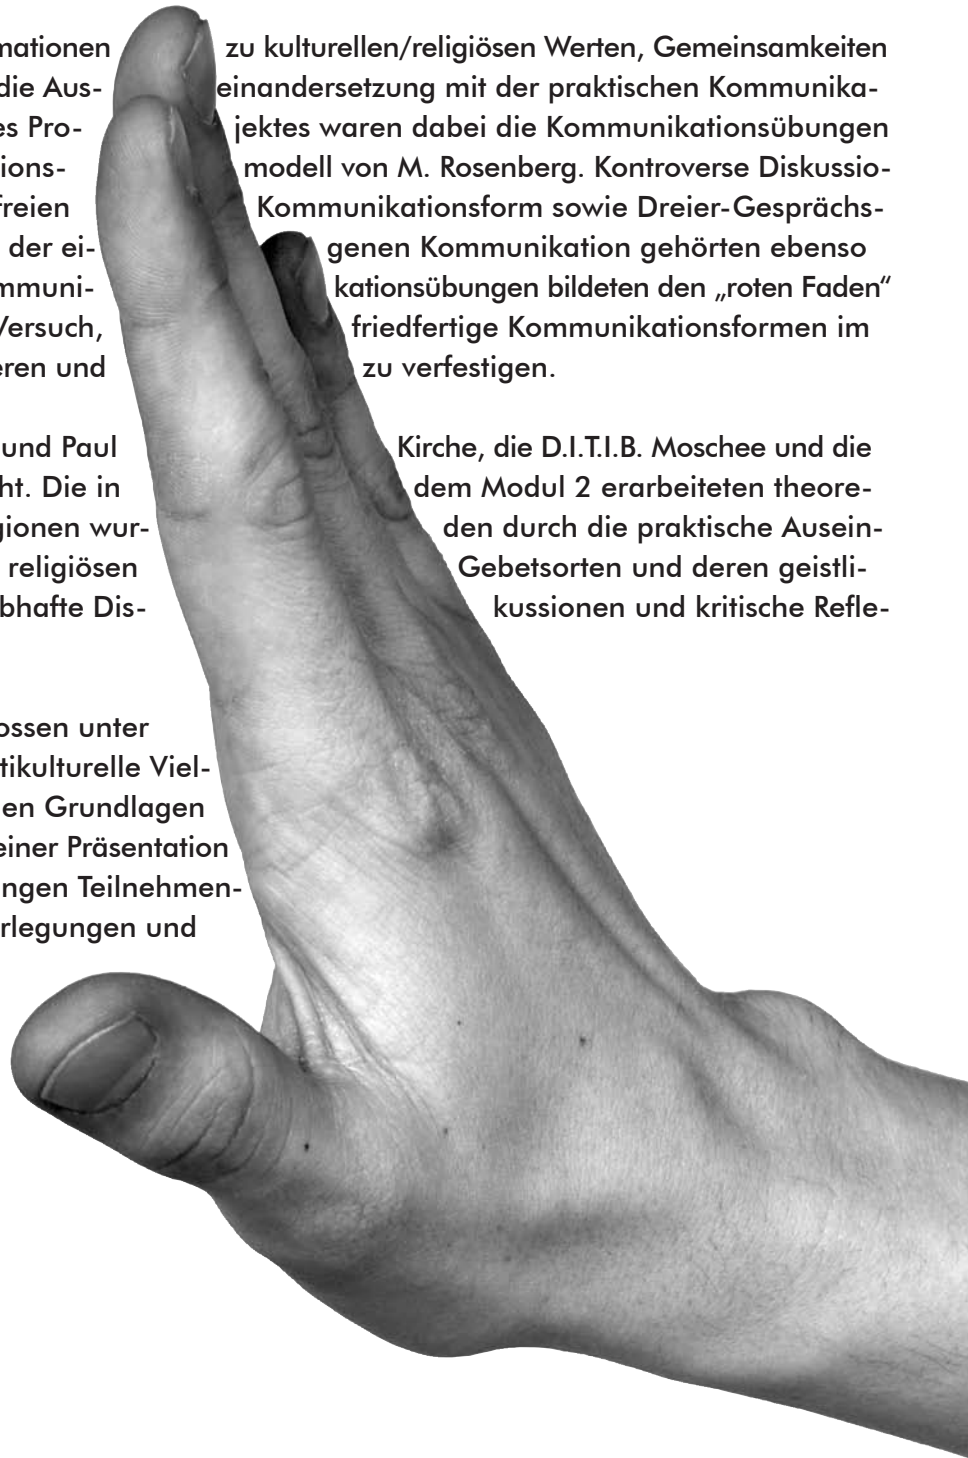 mationen zu kulturellen/religiösen Werten, Gemeinsamkeiten
die Aus- einandersetzung mit der praktischen Kommunika-
es Pro- jektes waren dabei die Kommunikationsübungen
ions- modell von M. Rosenberg. Kontroverse Diskussio-
freien Kommunikationsform sowie Dreier-Gesprächs-
der ei- genen Kommunikation gehörten ebenso
mmuni- kationsübungen bildeten den „roten Faden“
Versuch, friedfertige Kommunikationsformen im
eren und zu verfestigen.
und Paul Kirche, die D.I.T.I.B. Moschee und die
ht. Die in dem Modul 2 erarbeiteten theore-
gionen wur- den durch die praktische Ausein-
religiösen Gebetsorten und deren geistli-
bhafte Dis- kussionen und kritische Refle-
ossen unter
tikulturelle Viel-
en Grundlagen
einer Präsentation
ngen Teilnehmen-
rlegungen und